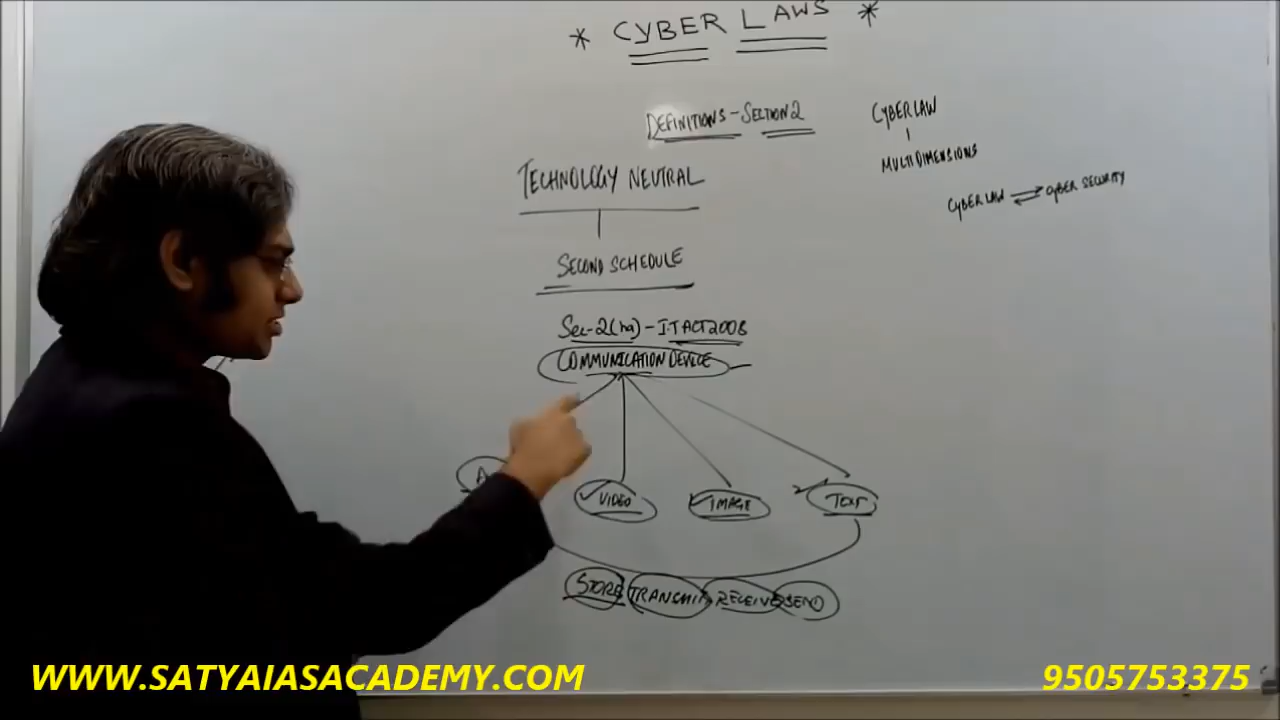 * CYBER LAWS *
DEFINITIONS - SECTION 2
CYBER LAW
MULTIDIMENSIONS
CYBER LAW ⇌ CYBER SECURITY
TECHNOLOGY NEUTRAL
SECOND SCHEDULE
Sec-2(ha) - I.T ACT 2008
COMMUNICATION DEVICE
VIDEO IMAGE TEXT
STORE TRANSMIT RECEIVE SEND
WWW.SATYAIASACADEMY.COM 9505753375